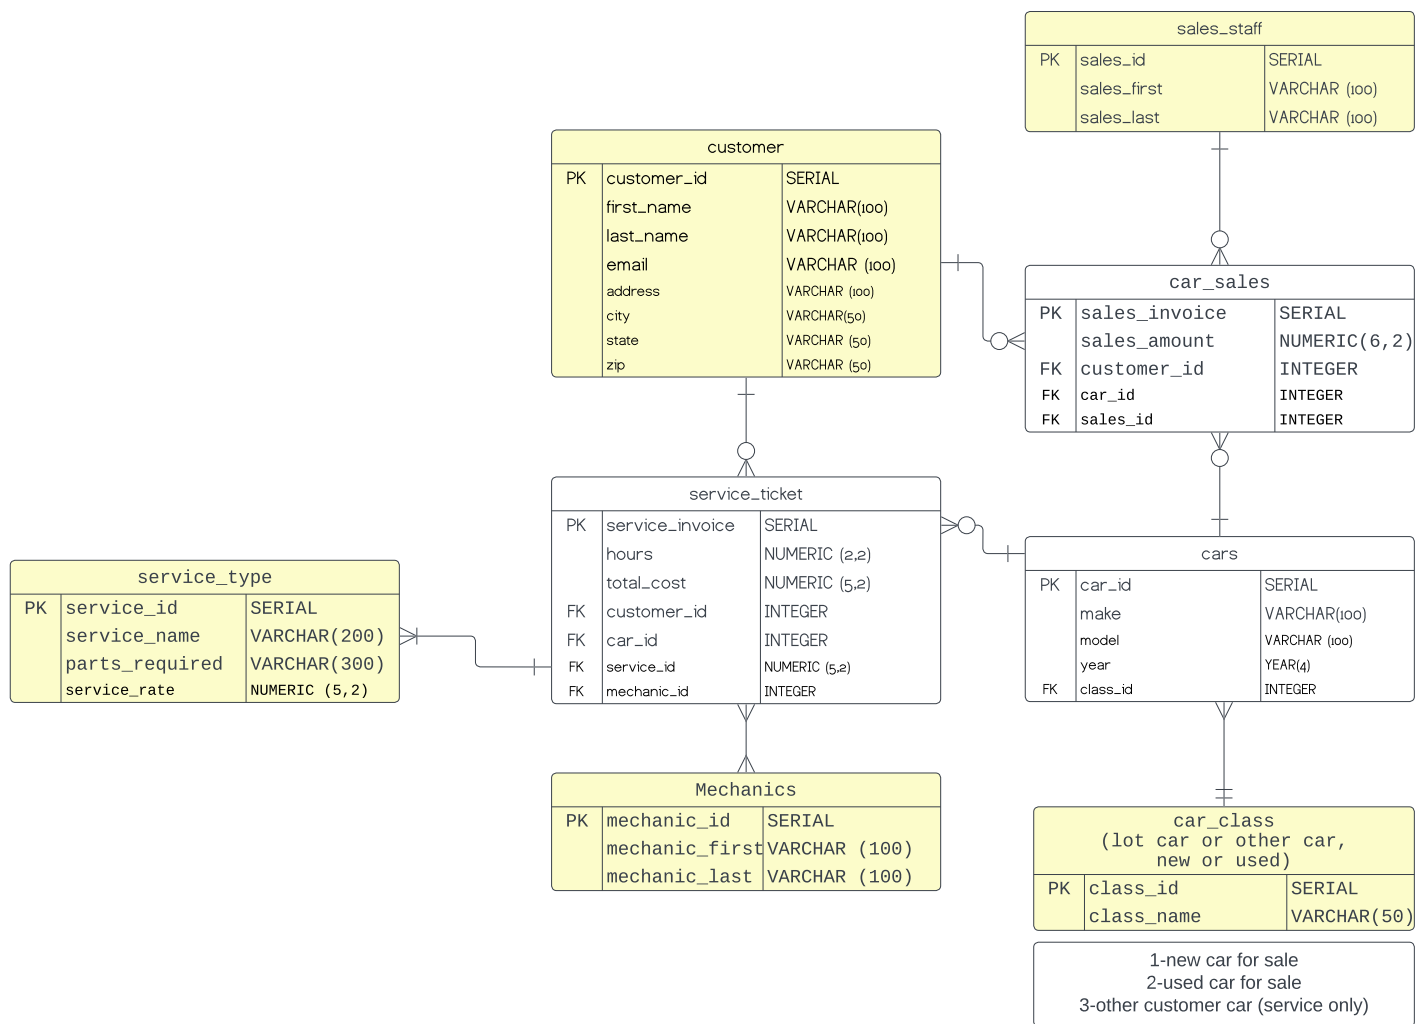 sales_staff
PK sales_id SERIAL
sales_first VARCHAR (100)
sales_last VARCHAR (100)
customer
PK customer_id SERIAL
first_name VARCHAR(100)
last_name VARCHAR(100)
email VARCHAR (100)
address VARCHAR (100)
city VARCHAR(50)
state VARCHAR (50)
zip VARCHAR (50)
car_sales
PK sales_invoice SERIAL
sales_amount NUMERIC(6,2)
FK customer_id INTEGER
FK car_id INTEGER
FK sales_id INTEGER
service_ticket
PK service_invoice SERIAL
hours NUMERIC (2,2)
total_cost NUMERIC (5,2)
FK customer_id INTEGER
FK car_id INTEGER
FK service_id NUMERIC (5,2)
FK mechanic_id INTEGER
service_type
PK service_id SERIAL
service_name VARCHAR(200)
parts_required VARCHAR(300)
service_rate NUMERIC (5,2)
cars
PK car_id SERIAL
make VARCHAR(100)
model VARCHAR (100)
year YEAR(4)
FK class_id INTEGER
Mechanics
PK mechanic_id SERIAL
mechanic_first VARCHAR (100)
mechanic_last VARCHAR (100)
car_class
(lot car or other car,
new or used)
PK class_id SERIAL
class_name VARCHAR(50)
1-new car for sale
2-used car for sale
3-other customer car (service only)